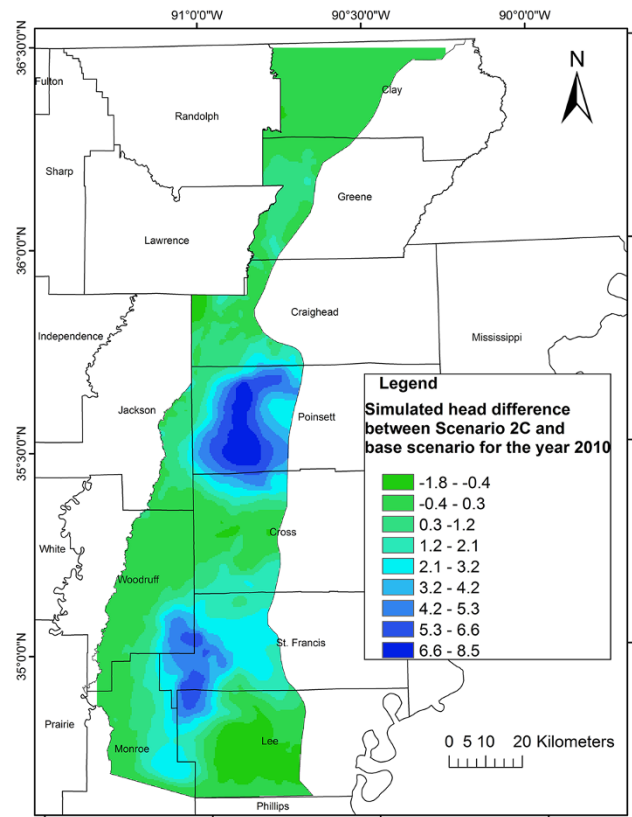 91°0'0"W 90°30'0"W 90°0'0"W
36°30'0"N
36°0'0"N
35°30'0"N
35°0'0"N
N
Fulton
Clay
Randolph
Sharp
Greene
Lawrence
Craighead
Independence
Mississippi
Jackson
Poinsett
Cross
White
Woodruff
St. Francis
Prairie
Monroe
Lee
Phillips
Legend
Simulated head difference
between Scenario 2C and
base scenario for the year 2010
-1.8 - -0.4
-0.4 - 0.3
0.3 -1.2
1.2 - 2.1
2.1 - 3.2
3.2 - 4.2
4.2 - 5.3
5.3 - 6.6
6.6 - 8.5
0 5 10 20 Kilometers